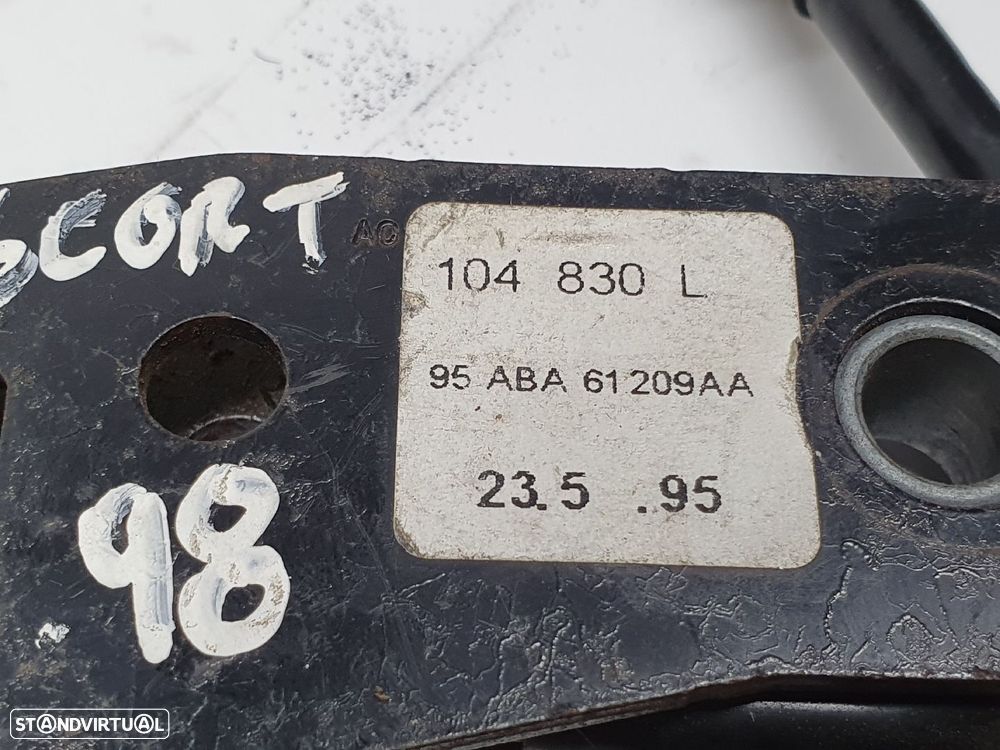 SCORT
AC
104 830 L
95 ABA 61209AA
23.5 .95
98
STANDVIRTUAL